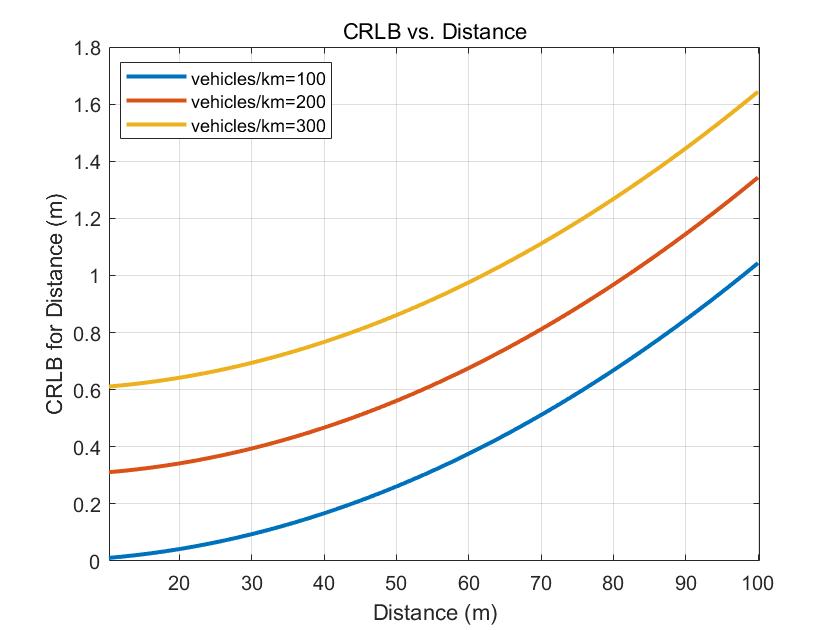 CRLB vs. Distance
1.8
1.6
1.4
1.2
1
0.8
0.6
0.4
0.2
0
CRLB for Distance (m)
vehicles/km=100
vehicles/km=200
vehicles/km=300
20 30 40 50 60 70 80 90 100
Distance (m)